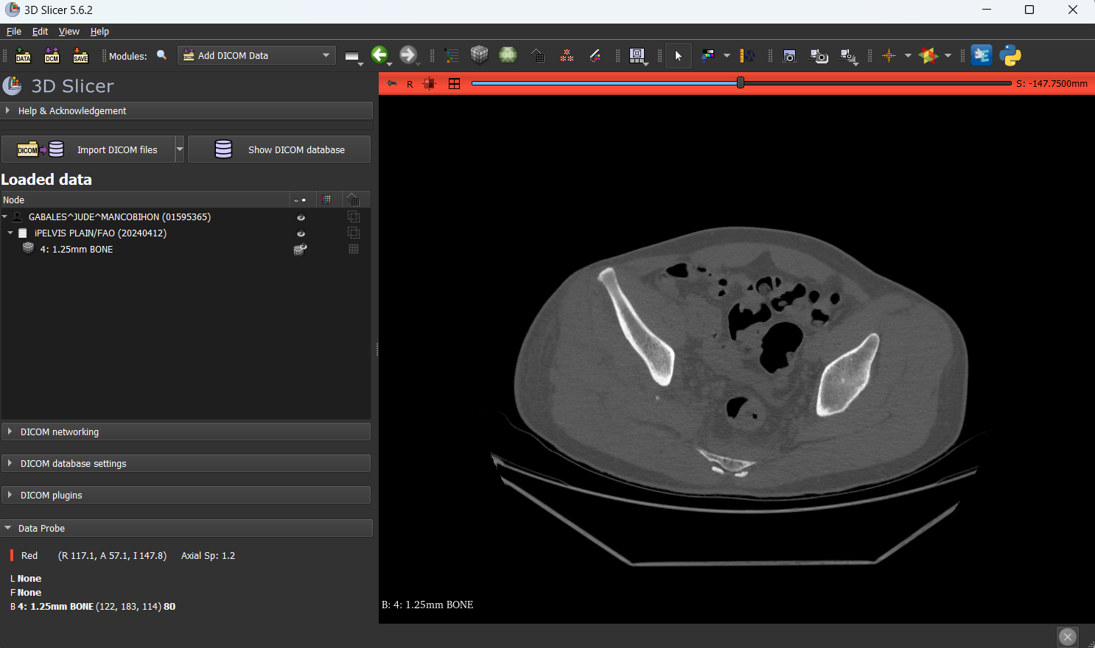 3D Slicer 5.6.2
File Edit View Help
DATA DCM SAVE Modules: Add DICOM Data
R S: -147.7500mm
3D Slicer
Help & Acknowledgement
DICOM Import DICOM files Show DICOM database
Loaded data
Node
GABALES^JUDE^MANCOBIHON (01595365)
iPELVIS PLAIN/FAO (20240412)
4: 1.25mm BONE
DICOM networking
DICOM database settings
DICOM plugins
Data Probe
Red (R 117.1, A 57.1, I 147.8) Axial Sp: 1.2
L None
F None
B 4: 1.25mm BONE (122, 183, 114) 80
B: 4: 1.25mm BONE